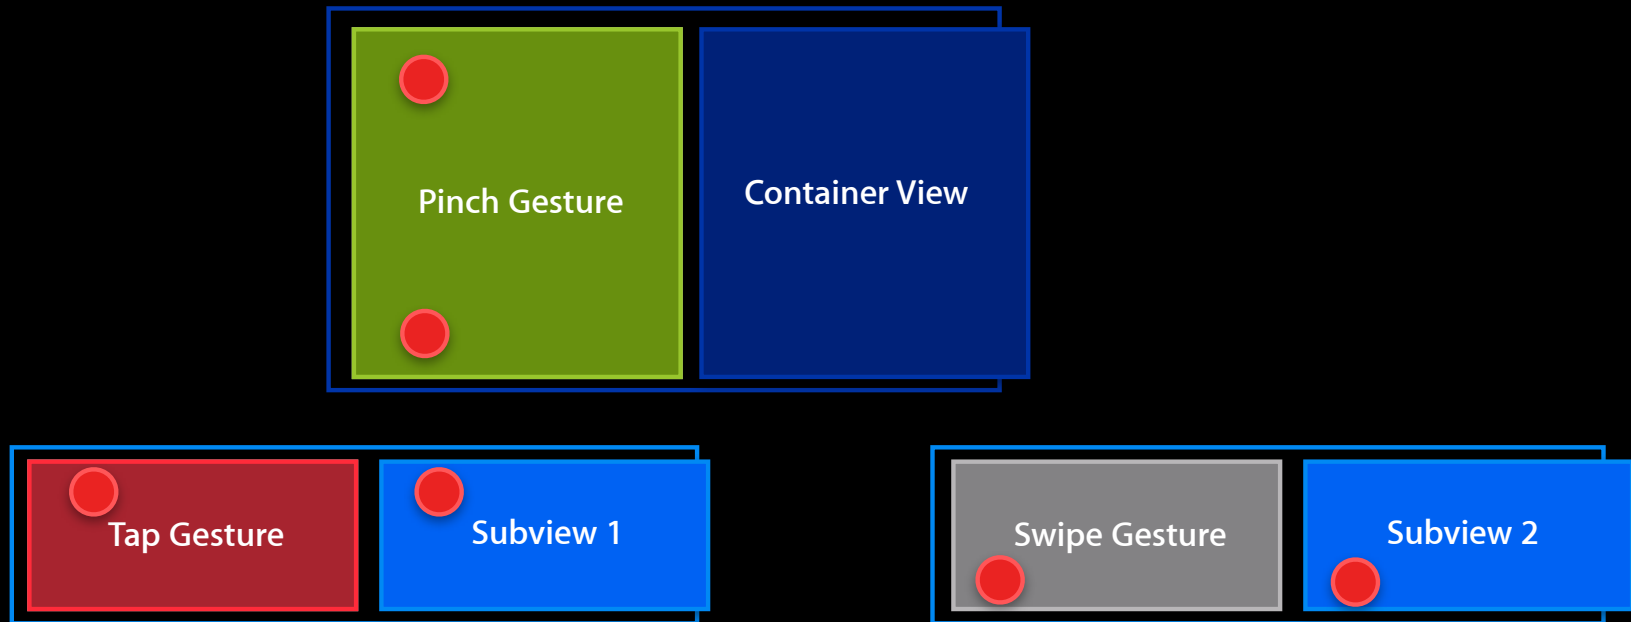 Pinch Gesture
Container View
Tap Gesture
Subview 1
Swipe Gesture
Subview 2